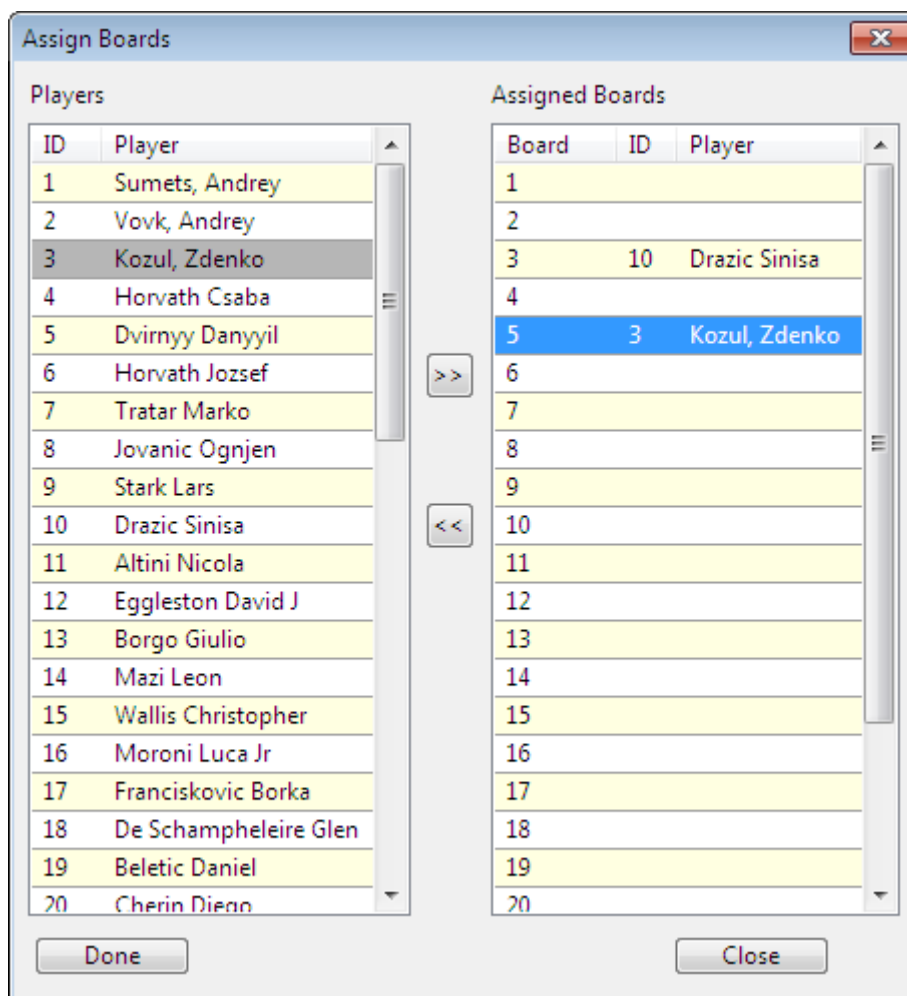 Assign Boards
Players
ID Player
1 Sumets, Andrey
2 Vovk, Andrey
3 Kozul, Zdenko
4 Horvath Csaba
5 Dvirnyy Danyyil
6 Horvath Jozsef
7 Tratar Marko
8 Jovanic Ognjen
9 Stark Lars
10 Drazic Sinisa
11 Altini Nicola
12 Eggleston David J
13 Borgo Giulio
14 Mazi Leon
15 Wallis Christopher
16 Moroni Luca Jr
17 Franciskovic Borka
18 De Schampheleire Glen
19 Beletic Daniel
20 Cherin Diego
>>
<<
Assigned Boards
Board ID Player
1
2
3 10 Drazic Sinisa
4
5 3 Kozul, Zdenko
6
7
8
9
10
11
12
13
14
15
16
17
18
19
20
Done
Close